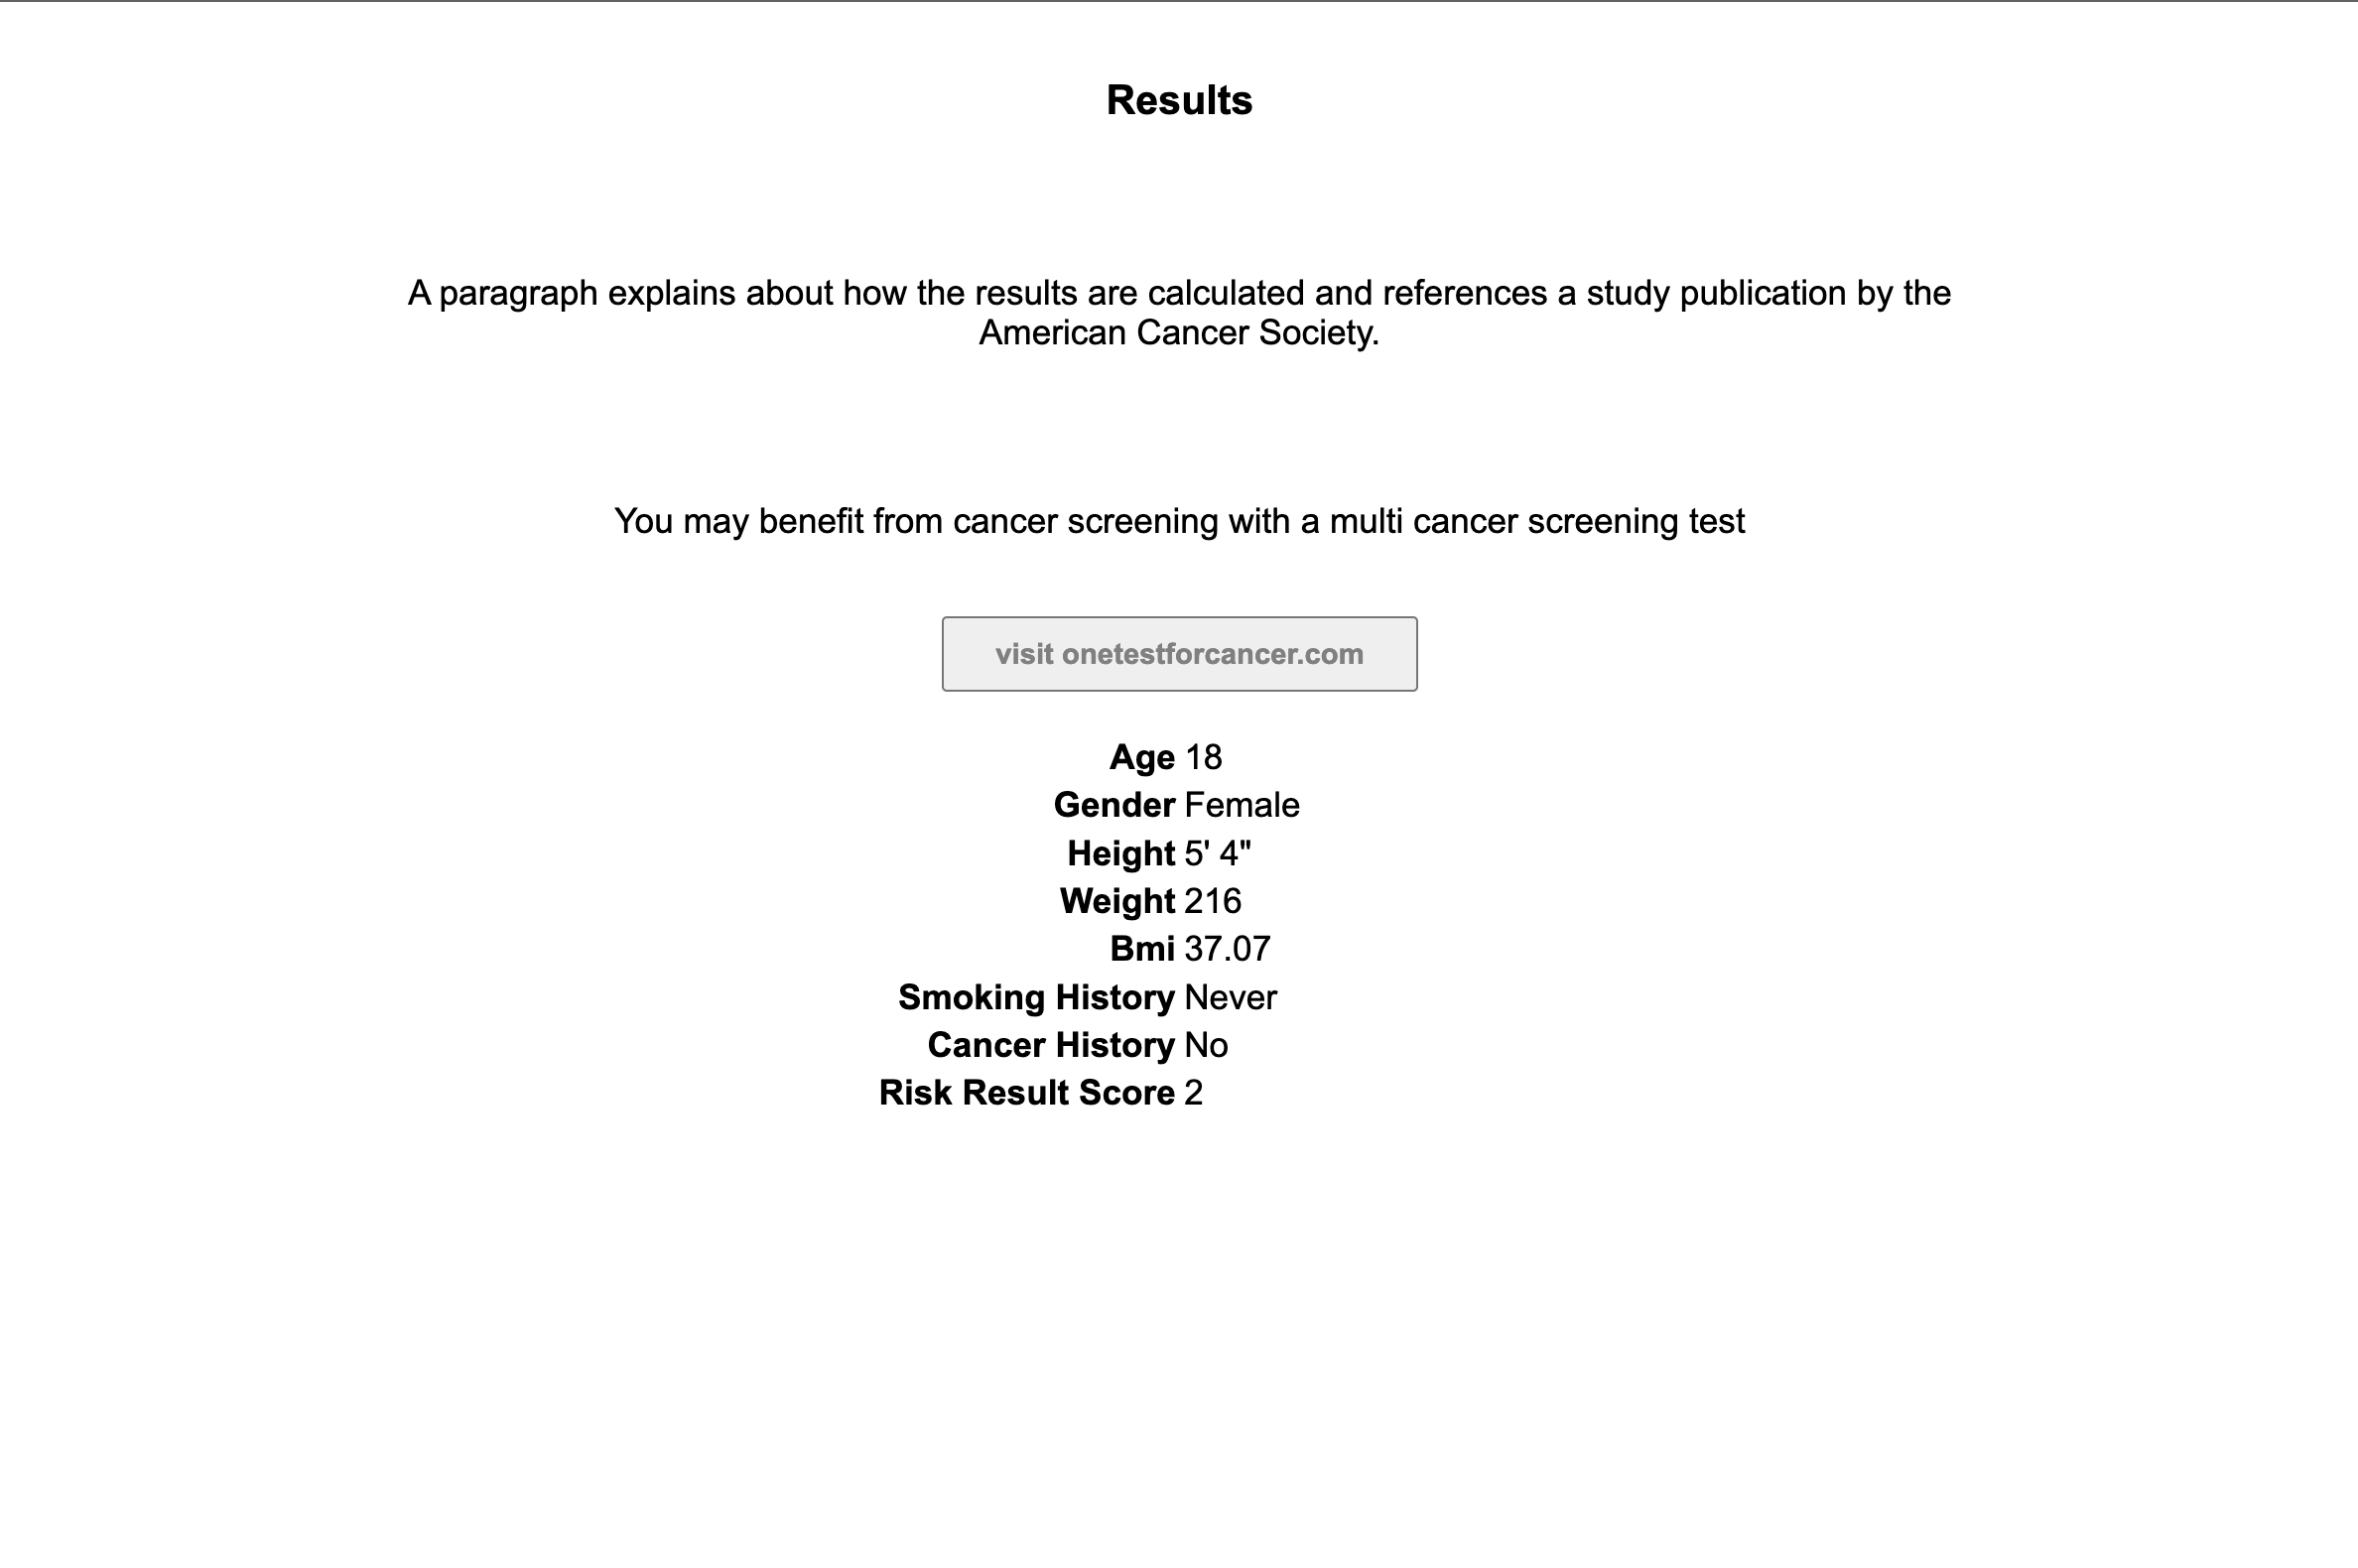 Results
A paragraph explains about how the results are calculated and references a study publication by the
American Cancer Society.
You may benefit from cancer screening with a multi cancer screening test
visit onetestforcancer.com
Age 18
Gender Female
Height 5' 4"
Weight 216
Bmi 37.07
Smoking History Never
Cancer History No
Risk Result Score 2